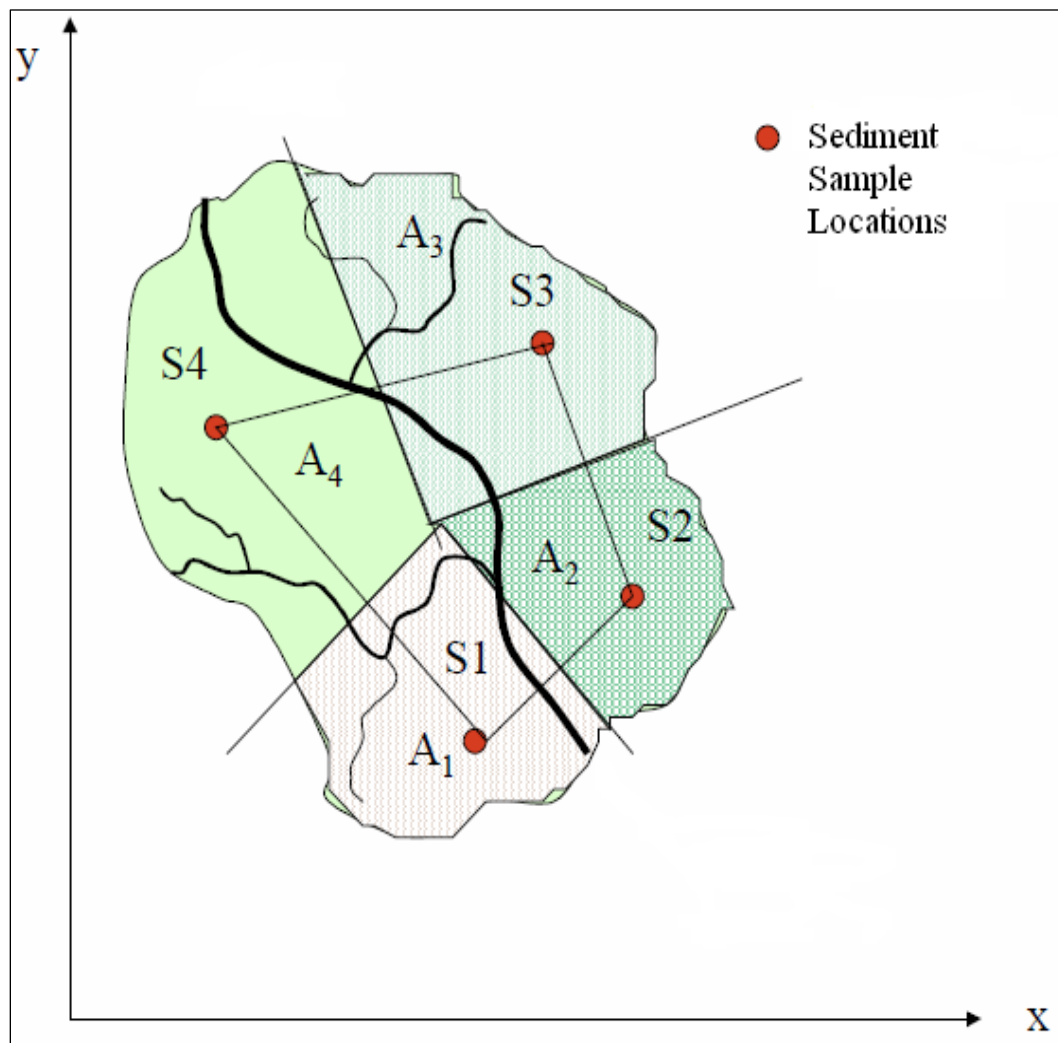 y
Sediment
Sample
Locations
A₃
S3
S4
A₄
S2
A₂
S1
A₁
x